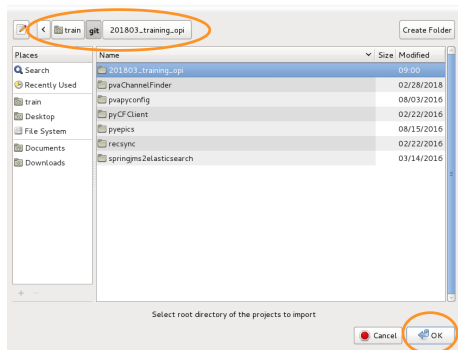 train git 201803_training_opi Create Folder
Places Name Size Modified
Search 201803_training_opi 09:00
Recently Used pvaChannelFinder 02/28/2018
train pvapyconfig 08/03/2016
Desktop pyCFClient 02/22/2016
File System pyepics 08/15/2016
Documents recsync 02/22/2016
Downloads springjms2elasticsearch 03/14/2016
Select root directory of the projects to import
Cancel OK